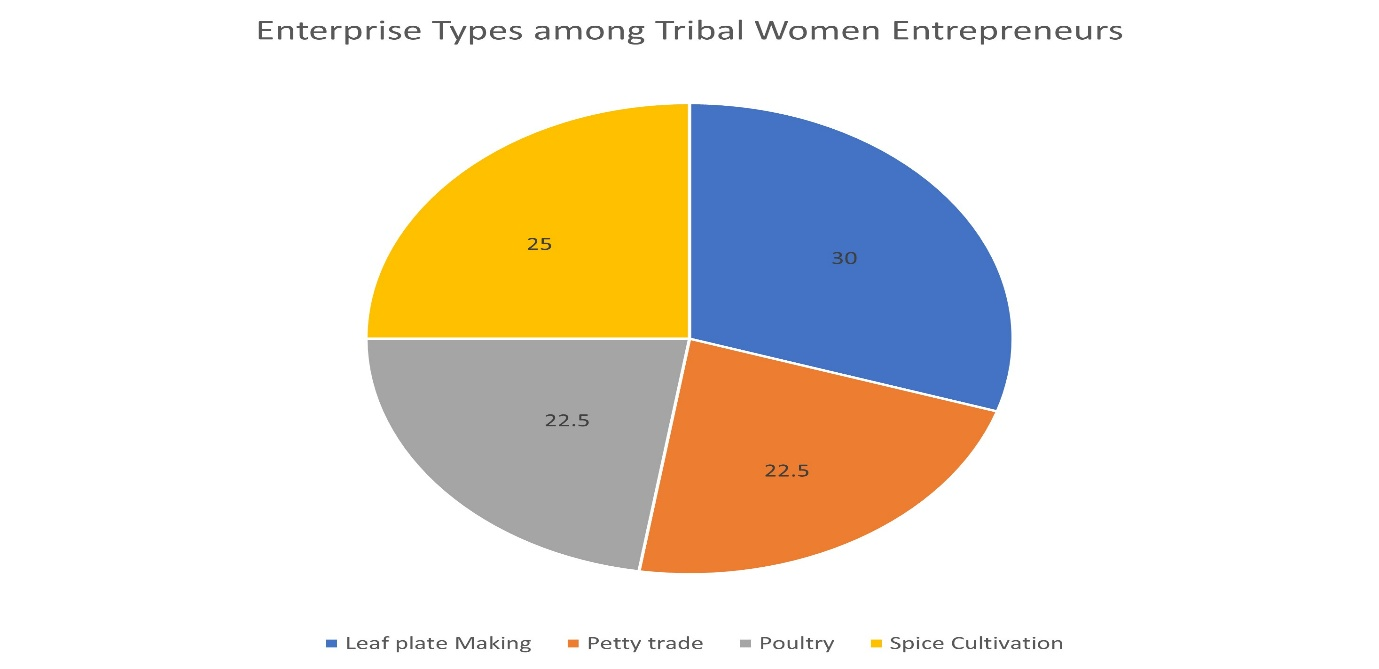 Enterprise Types among Tribal Women Entrepreneurs
25
30
22.5
22.5
Leaf plate Making Petty trade Poultry Spice Cultivation